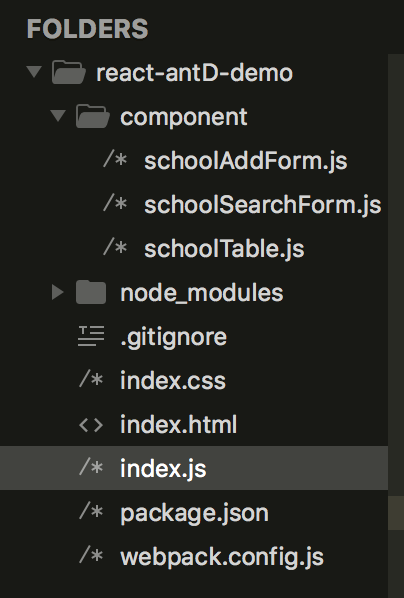 FOLDERS
react-antD-demo
component
/* schoolAddForm.js
/* schoolSearchForm.js
/* schoolTable.js
node_modules
.gitignore
/* index.css
<> index.html
/* index.js
/* package.json
/* webpack.config.js